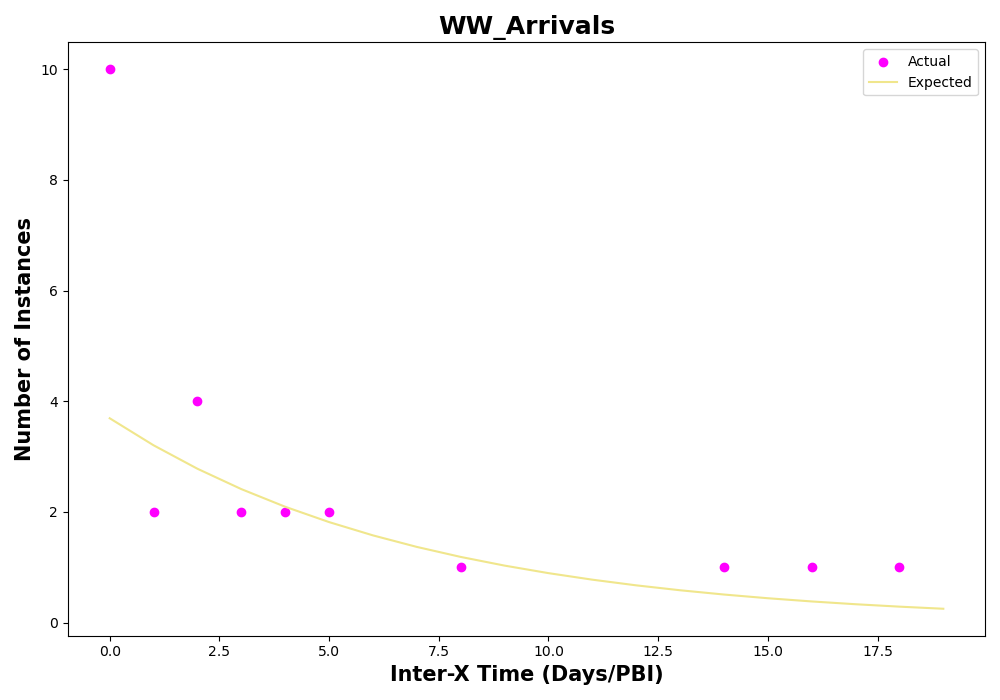 WW_Arrivals
Actual
Expected
10
8
6
4
2
0
Number of Instances
0.0 2.5 5.0 7.5 10.0 12.5 15.0 17.5
Inter-X Time (Days/PBI)